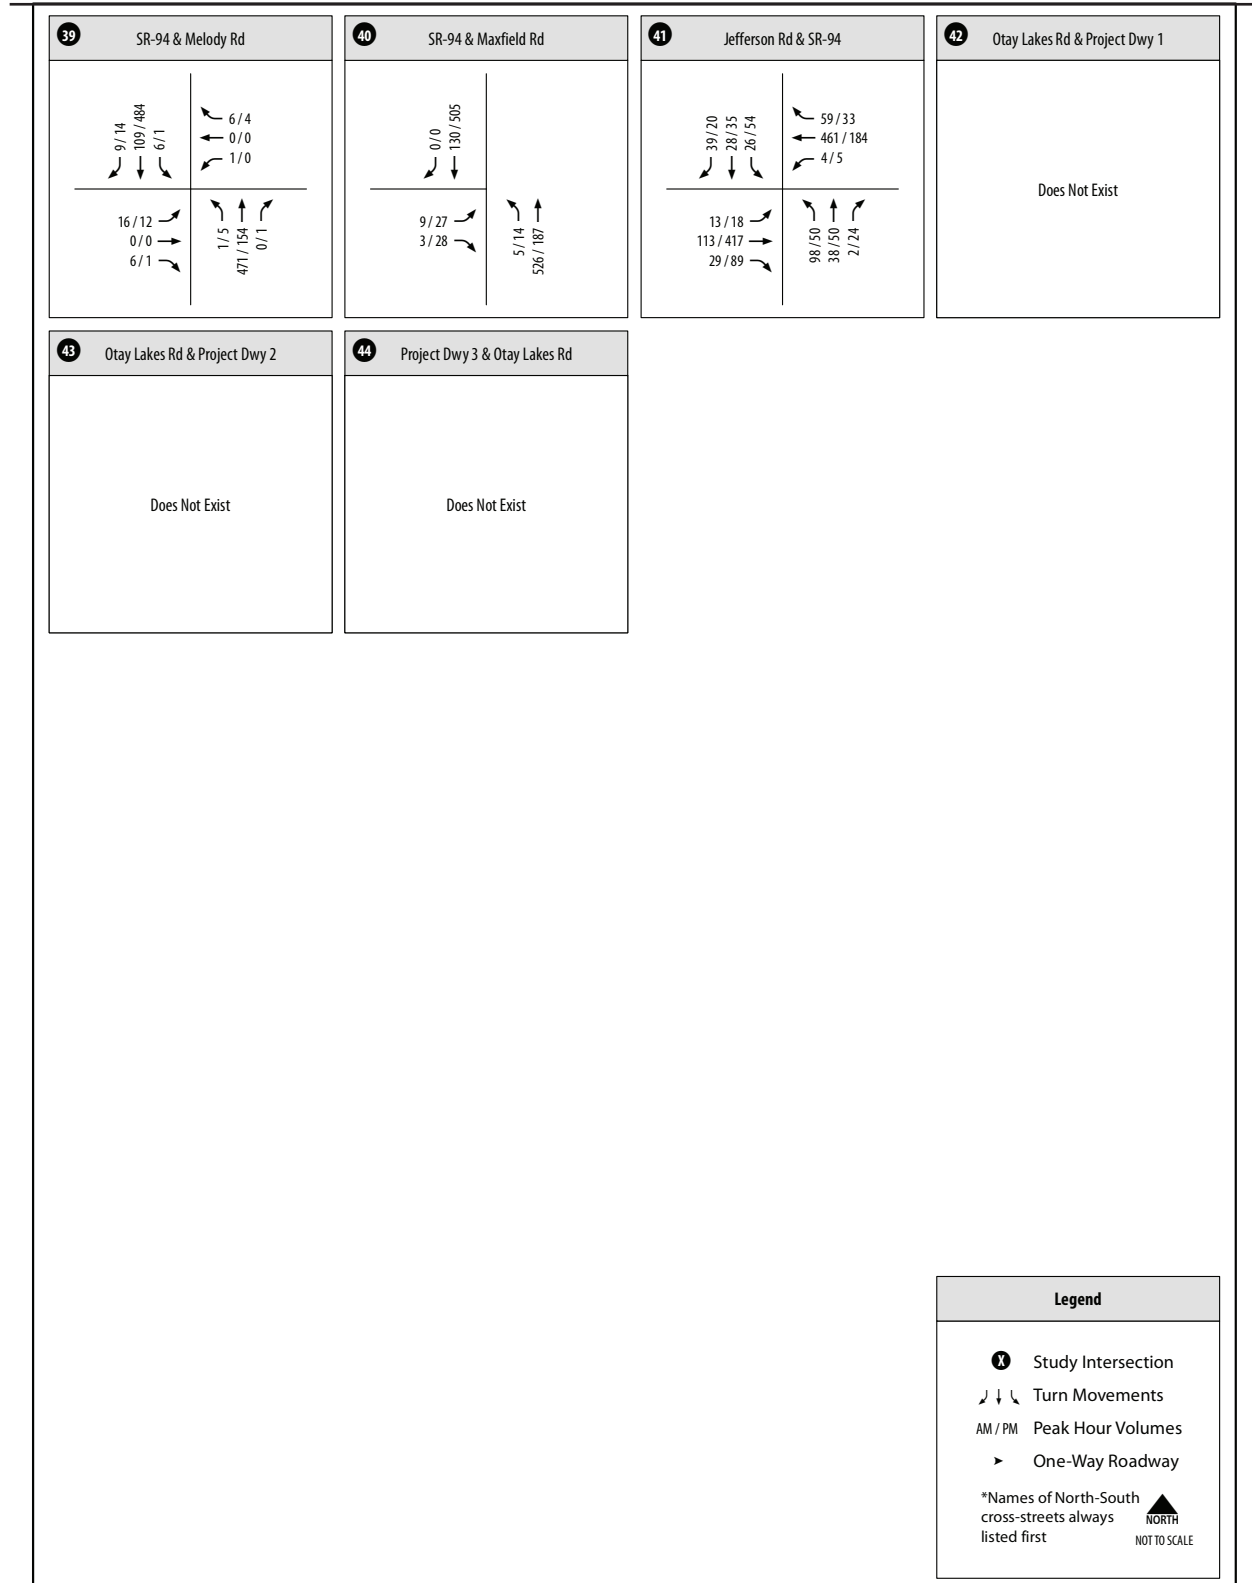 39 SR-94 & Melody Rd
9 / 14
109 / 484
6 / 1
6 / 4
0 / 0
1 / 0
16 / 12
0 / 0
6 / 1
1 / 5
471 / 154
0 / 1
40 SR-94 & Maxfield Rd
0 / 0
130 / 505
9 / 27
3 / 28
5 / 14
526 / 187
41 Jefferson Rd & SR-94
39 / 20
28 / 35
26 / 54
59 / 33
461 / 184
4 / 5
13 / 18
113 / 417
29 / 89
98 / 50
38 / 50
2 / 24
42 Otay Lakes Rd & Project Dwy 1
Does Not Exist
43 Otay Lakes Rd & Project Dwy 2
Does Not Exist
44 Project Dwy 3 & Otay Lakes Rd
Does Not Exist
Legend
X Study Intersection
Turn Movements
AM / PM Peak Hour Volumes
One-Way Roadway
*Names of North-South
cross-streets always
listed first
NORTH
NOT TO SCALE